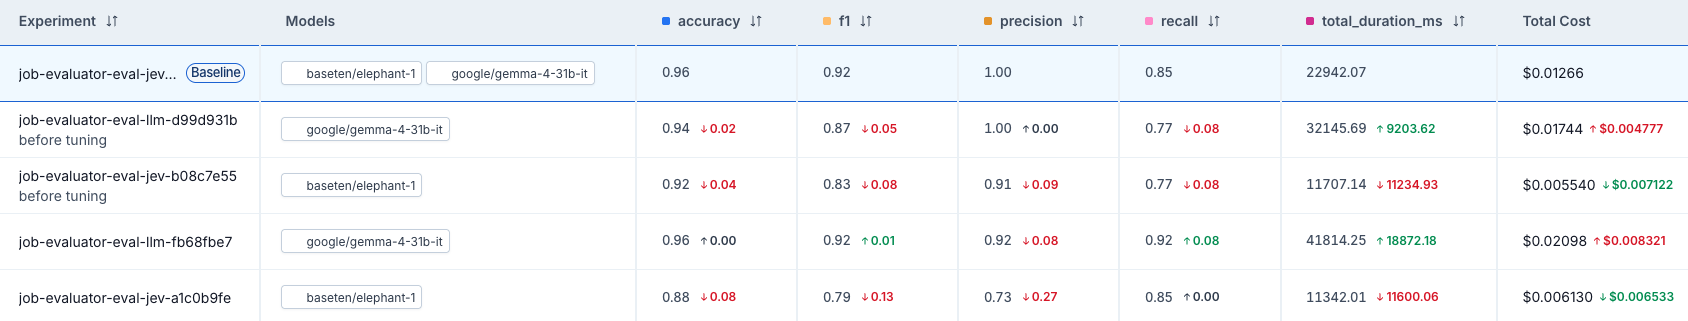 Experiment ↓↑ Models accuracy ↓↑ f1 ↓↑ precision ↓↑ recall ↓↑ total_duration_ms ↓↑ Total Cost
job-evaluator-eval-jev... Baseline baseten/elephant-1 google/gemma-4-31b-it 0.96 0.92 1.00 0.85 22942.07 $0.01266
job-evaluator-eval-llm-d99d931b google/gemma-4-31b-it 0.94 ↓0.02 0.87 ↓0.05 1.00 ↑0.00 0.77 ↓0.08 32145.69 ↑9203.62 $0.01744 ↑$0.004777
before tuning
job-evaluator-eval-jev-b08c7e55 baseten/elephant-1 0.92 ↓0.04 0.83 ↓0.08 0.91 ↓0.09 0.77 ↓0.08 11707.14 ↓11234.93 $0.005540 ↓$0.007122
before tuning
job-evaluator-eval-llm-fb68fbe7 google/gemma-4-31b-it 0.96 ↑0.00 0.92 ↑0.01 0.92 ↓0.08 0.92 ↑0.08 41814.25 ↑18872.18 $0.02098 ↑$0.008321
job-evaluator-eval-jev-a1c0b9fe baseten/elephant-1 0.88 ↓0.08 0.79 ↓0.13 0.73 ↓0.27 0.85 ↑0.00 11342.01 ↓11600.06 $0.006130 ↓$0.006533